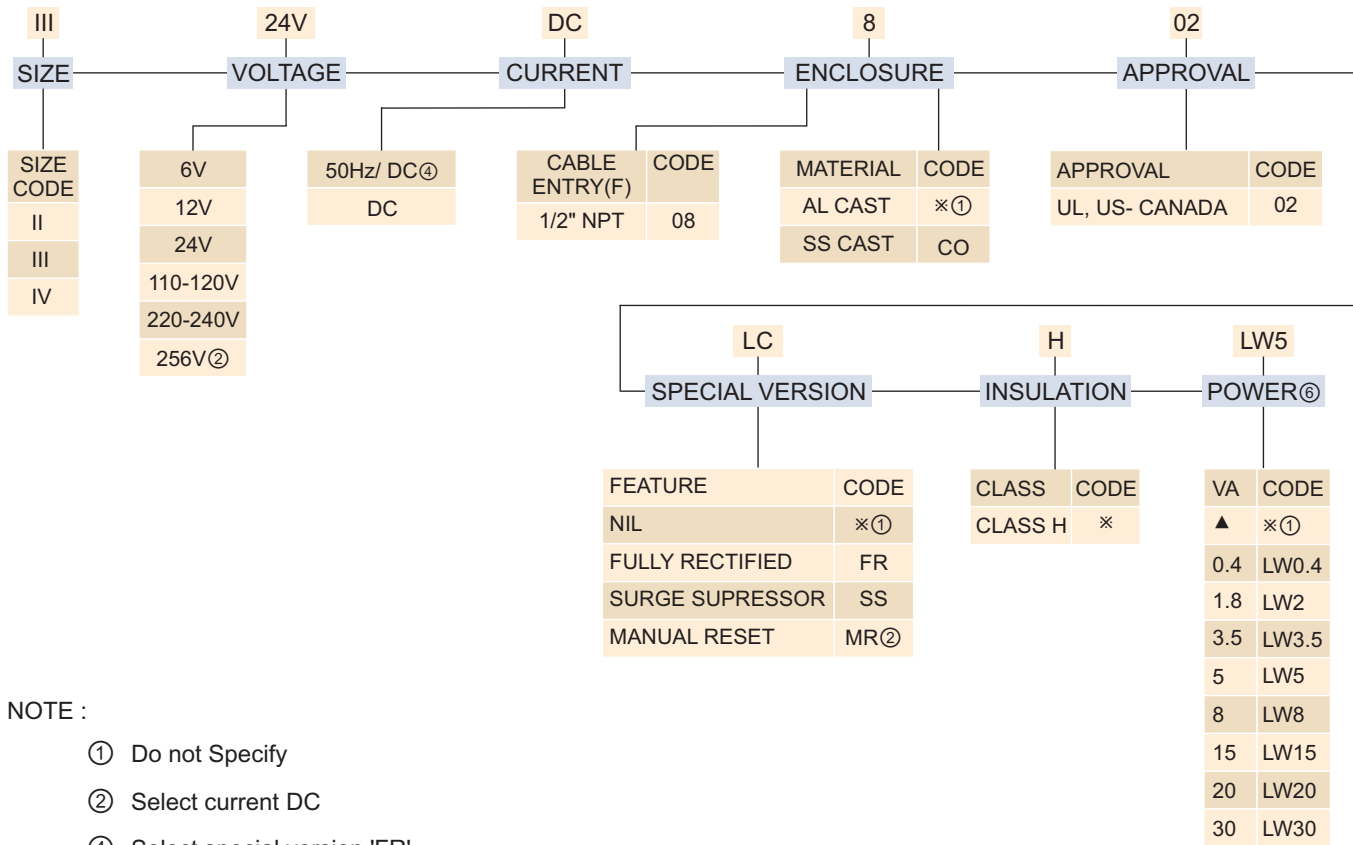 III 24V DC 8 02
SIZE VOLTAGE CURRENT ENCLOSURE APPROVAL
SIZE CODE
II
III
IV
6V
12V
24V
110-120V
220-240V
256V②
50Hz/ DC④
DC
CABLE ENTRY(F) CODE
1/2" NPT 08
MATERIAL CODE
AL CAST ※①
SS CAST CO
APPROVAL CODE
UL, US- CANADA 02
LC H LW5
SPECIAL VERSION INSULATION POWER⑥
FEATURE CODE
NIL ※①
FULLY RECTIFIED FR
SURGE SUPRESSOR SS
MANUAL RESET MR②
CLASS CODE
CLASS H ※
VA CODE
▲ ※①
0.4 LW0.4
1.8 LW2
3.5 LW3.5
5 LW5
8 LW8
15 LW15
20 LW20
30 LW30
NOTE :
① Do not Specify
② Select current DC
④ Select special version 'FR'